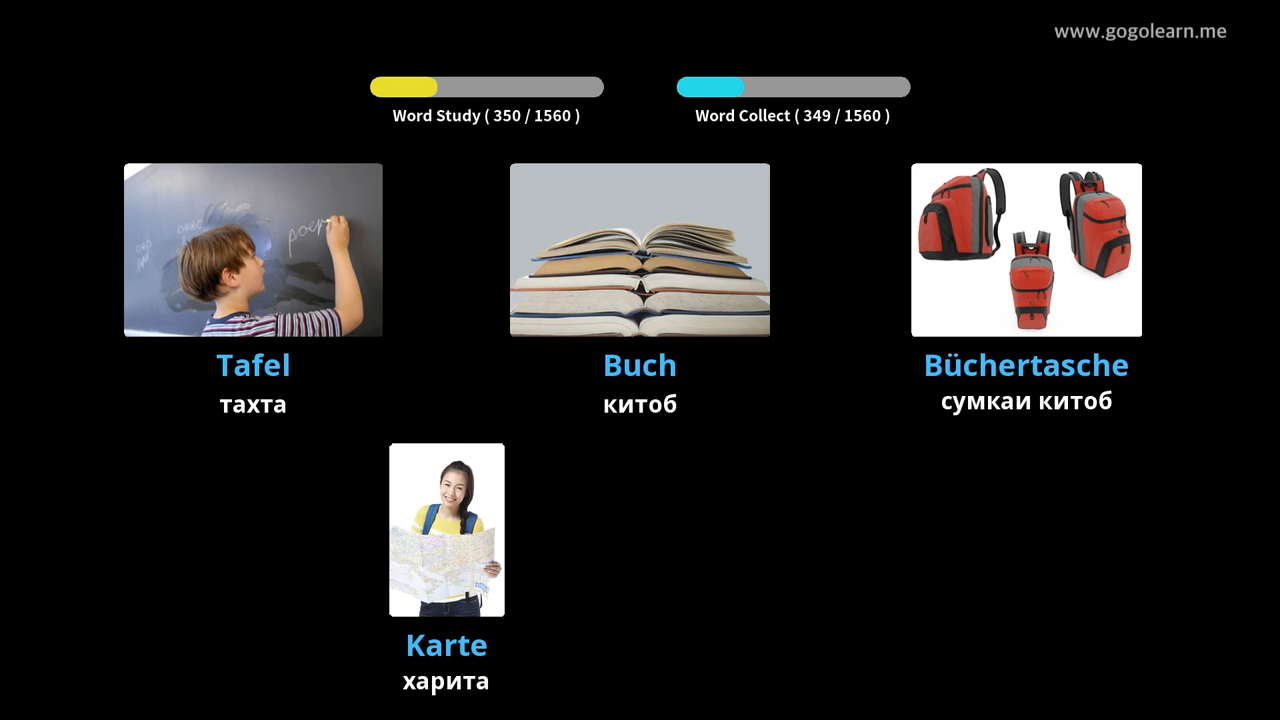 www.gogolearn.me
Word Study ( 350 / 1560 )
Word Collect ( 349 / 1560 )
poer
Tafel
Buch
Büchertasche
тахта
китоб
сумкаи китоб
Karte
харита